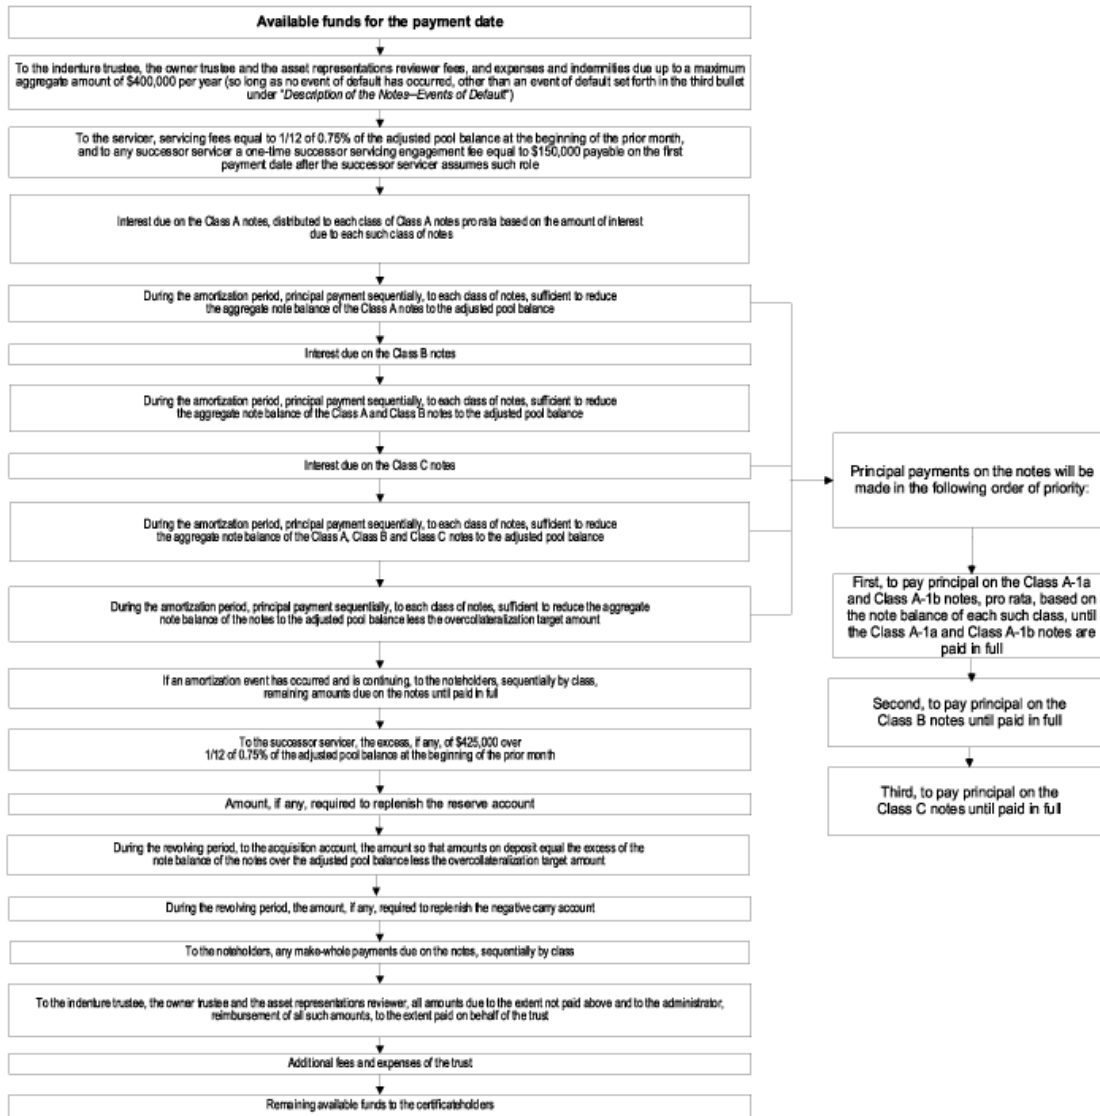 Available funds for the payment date
To the indenture trustee, the owner trustee and the asset representations reviewer fees, and expenses and indemnities due up to a maximum
aggregate amount of $400,000 per year (so long as no event of default has occurred, other than an event of default set forth in the third bullet
under "Description of the Notes—Events of Default")
To the servicer, servicing fees equal to 1/12 of 0.75% of the adjusted pool balance at the beginning of the prior month,
and to any successor servicer a one-time successor servicing engagement fee equal to $150,000 payable on the first
payment date after the successor servicer assumes such role
Interest due on the Class A notes, distributed to each class of Class A notes pro rata based on the amount of interest
due to each such class of notes
During the amortization period, principal payment sequentially, to each class of notes, sufficient to reduce
the aggregate note balance of the Class A notes to the adjusted pool balance
Interest due on the Class B notes
During the amortization period, principal payment sequentially, to each class of notes, sufficient to reduce
the aggregate note balance of the Class A and Class B notes to the adjusted pool balance
Interest due on the Class C notes
During the amortization period, principal payment sequentially, to each class of notes, sufficient to reduce
the aggregate note balance of the Class A, Class B and Class C notes to the adjusted pool balance
During the amortization period, principal payment sequentially, to each class of notes, sufficient to reduce the aggregate
note balance of the notes to the adjusted pool balance less the overcollateralization target amount
If an amortization event has occurred and is continuing, to the noteholders, sequentially by class,
remaining amounts due on the notes until paid in full
To the successor servicer, the excess, if any, of $425,000 over
1/12 of 0.75% of the adjusted pool balance at the beginning of the prior month
Amount, if any, required to replenish the reserve account
During the revolving period, to the acquisition account, the amount so that amounts on deposit equal the excess of the
note balance of the notes over the adjusted pool balance less the overcollateralization target amount
During the revolving period, the amount, if any, required to replenish the negative carry account
To the noteholders, any make-whole payments due on the notes, sequentially by class
To the indenture trustee, the owner trustee and the asset representations reviewer, all amounts due to the extent not paid above and to the administrator,
reimbursement of all such amounts, to the extent paid on behalf of the trust
Additional fees and expenses of the trust
Remaining available funds to the certificateholders
Principal payments on the notes will be
made in the following order of priority:
First, to pay principal on the Class A-1a
and Class A-1b notes, pro rata, based on
the note balance of each such class, until
the Class A-1a and Class A-1b notes are
paid in full
Second, to pay principal on the
Class B notes until paid in full
Third, to pay principal on the
Class C notes until paid in full